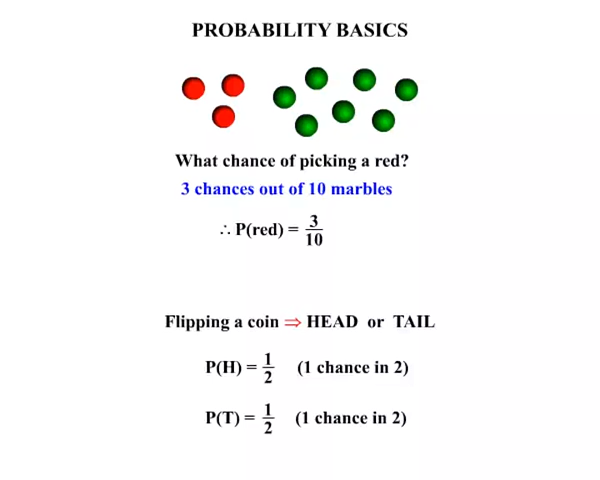 PROBABILITY BASICS
What chance of picking a red?
3 chances out of 10 marbles
∴ P(red) = 3/10
Flipping a coin ⇒ HEAD or TAIL
P(H) = 1/2 (1 chance in 2)
P(T) = 1/2 (1 chance in 2)